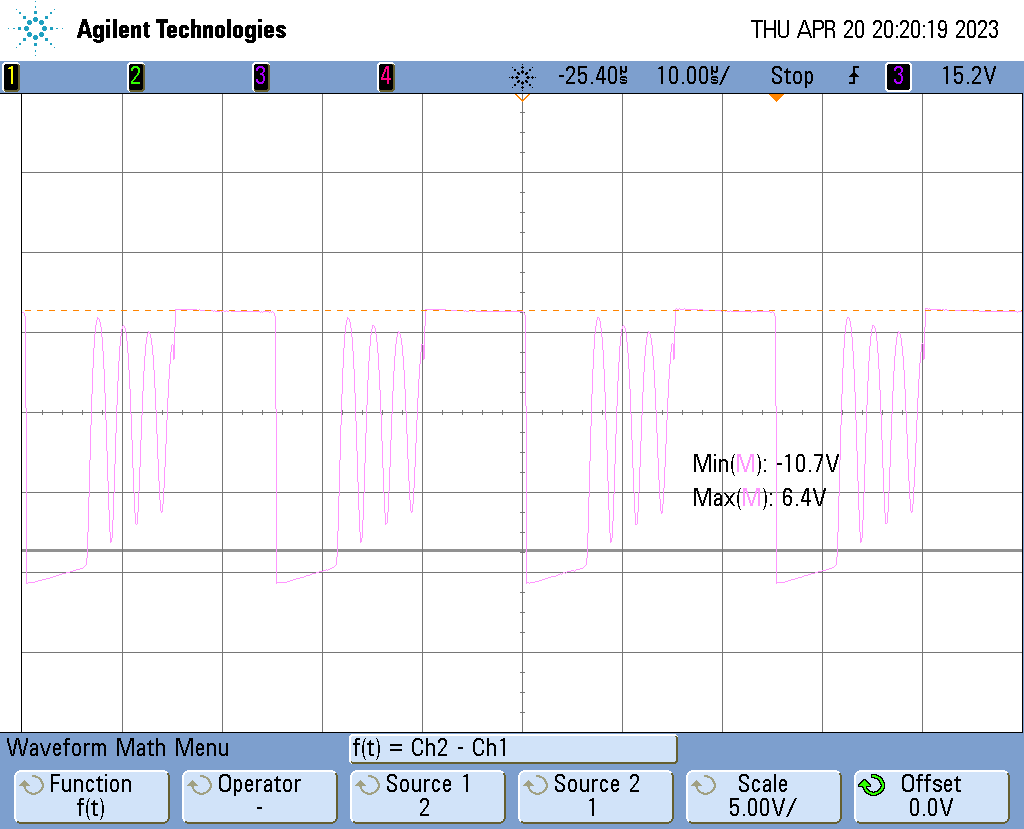 Agilent Technologies
THU APR 20 20:20:19 2023
1 2 3 4 -25.40µs 10.00µs/ Stop 3 15.2V
Min(M): -10.7V
Max(M): 6.4V
Waveform Math Menu
f(t) = Ch2 - Ch1
Function
f(t)
Operator
-
Source 1
2
Source 2
1
Scale
5.00V/
Offset
0.0V